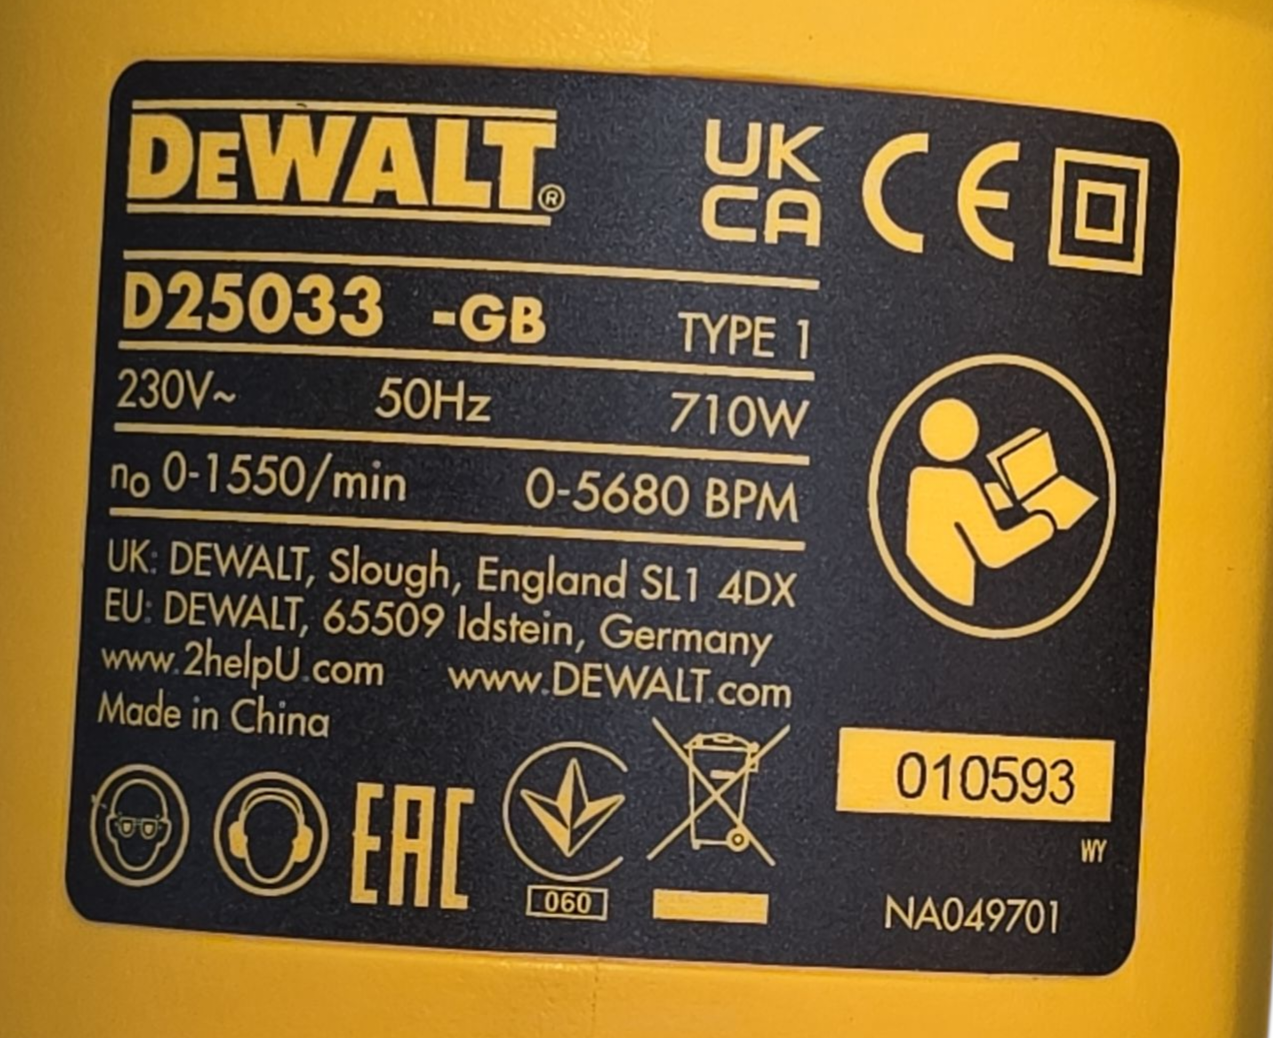 DEWALT®
UK CA CE
D25033 -GB TYPE 1
230V~ 50Hz 710W
n₀ 0-1550/min 0-5680 BPM
UK: DEWALT, Slough, England SL1 4DX
EU: DEWALT, 65509 Idstein, Germany
www.2helpU.com www.DEWALT.com
Made in China
010593
WY
EAC
060
NA049701